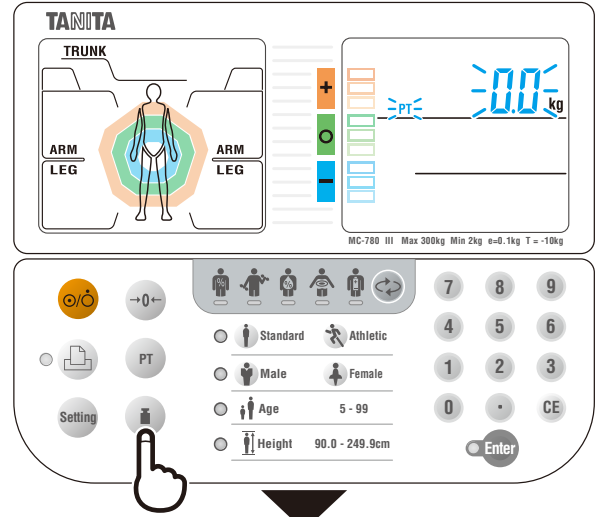 TANITA
TRUNK
ARM
LEG
ARM
LEG
+
O
−
PT
0.0 kg
MC-780 III Max 300kg Min 2kg e=0.1kg T = -10kg
→0←
PT
Setting
% %
Standard Athletic
Male Female
Age 5 - 99
Height 90.0 - 249.9cm
7 8 9
4 5 6
1 2 3
0 · CE
Enter